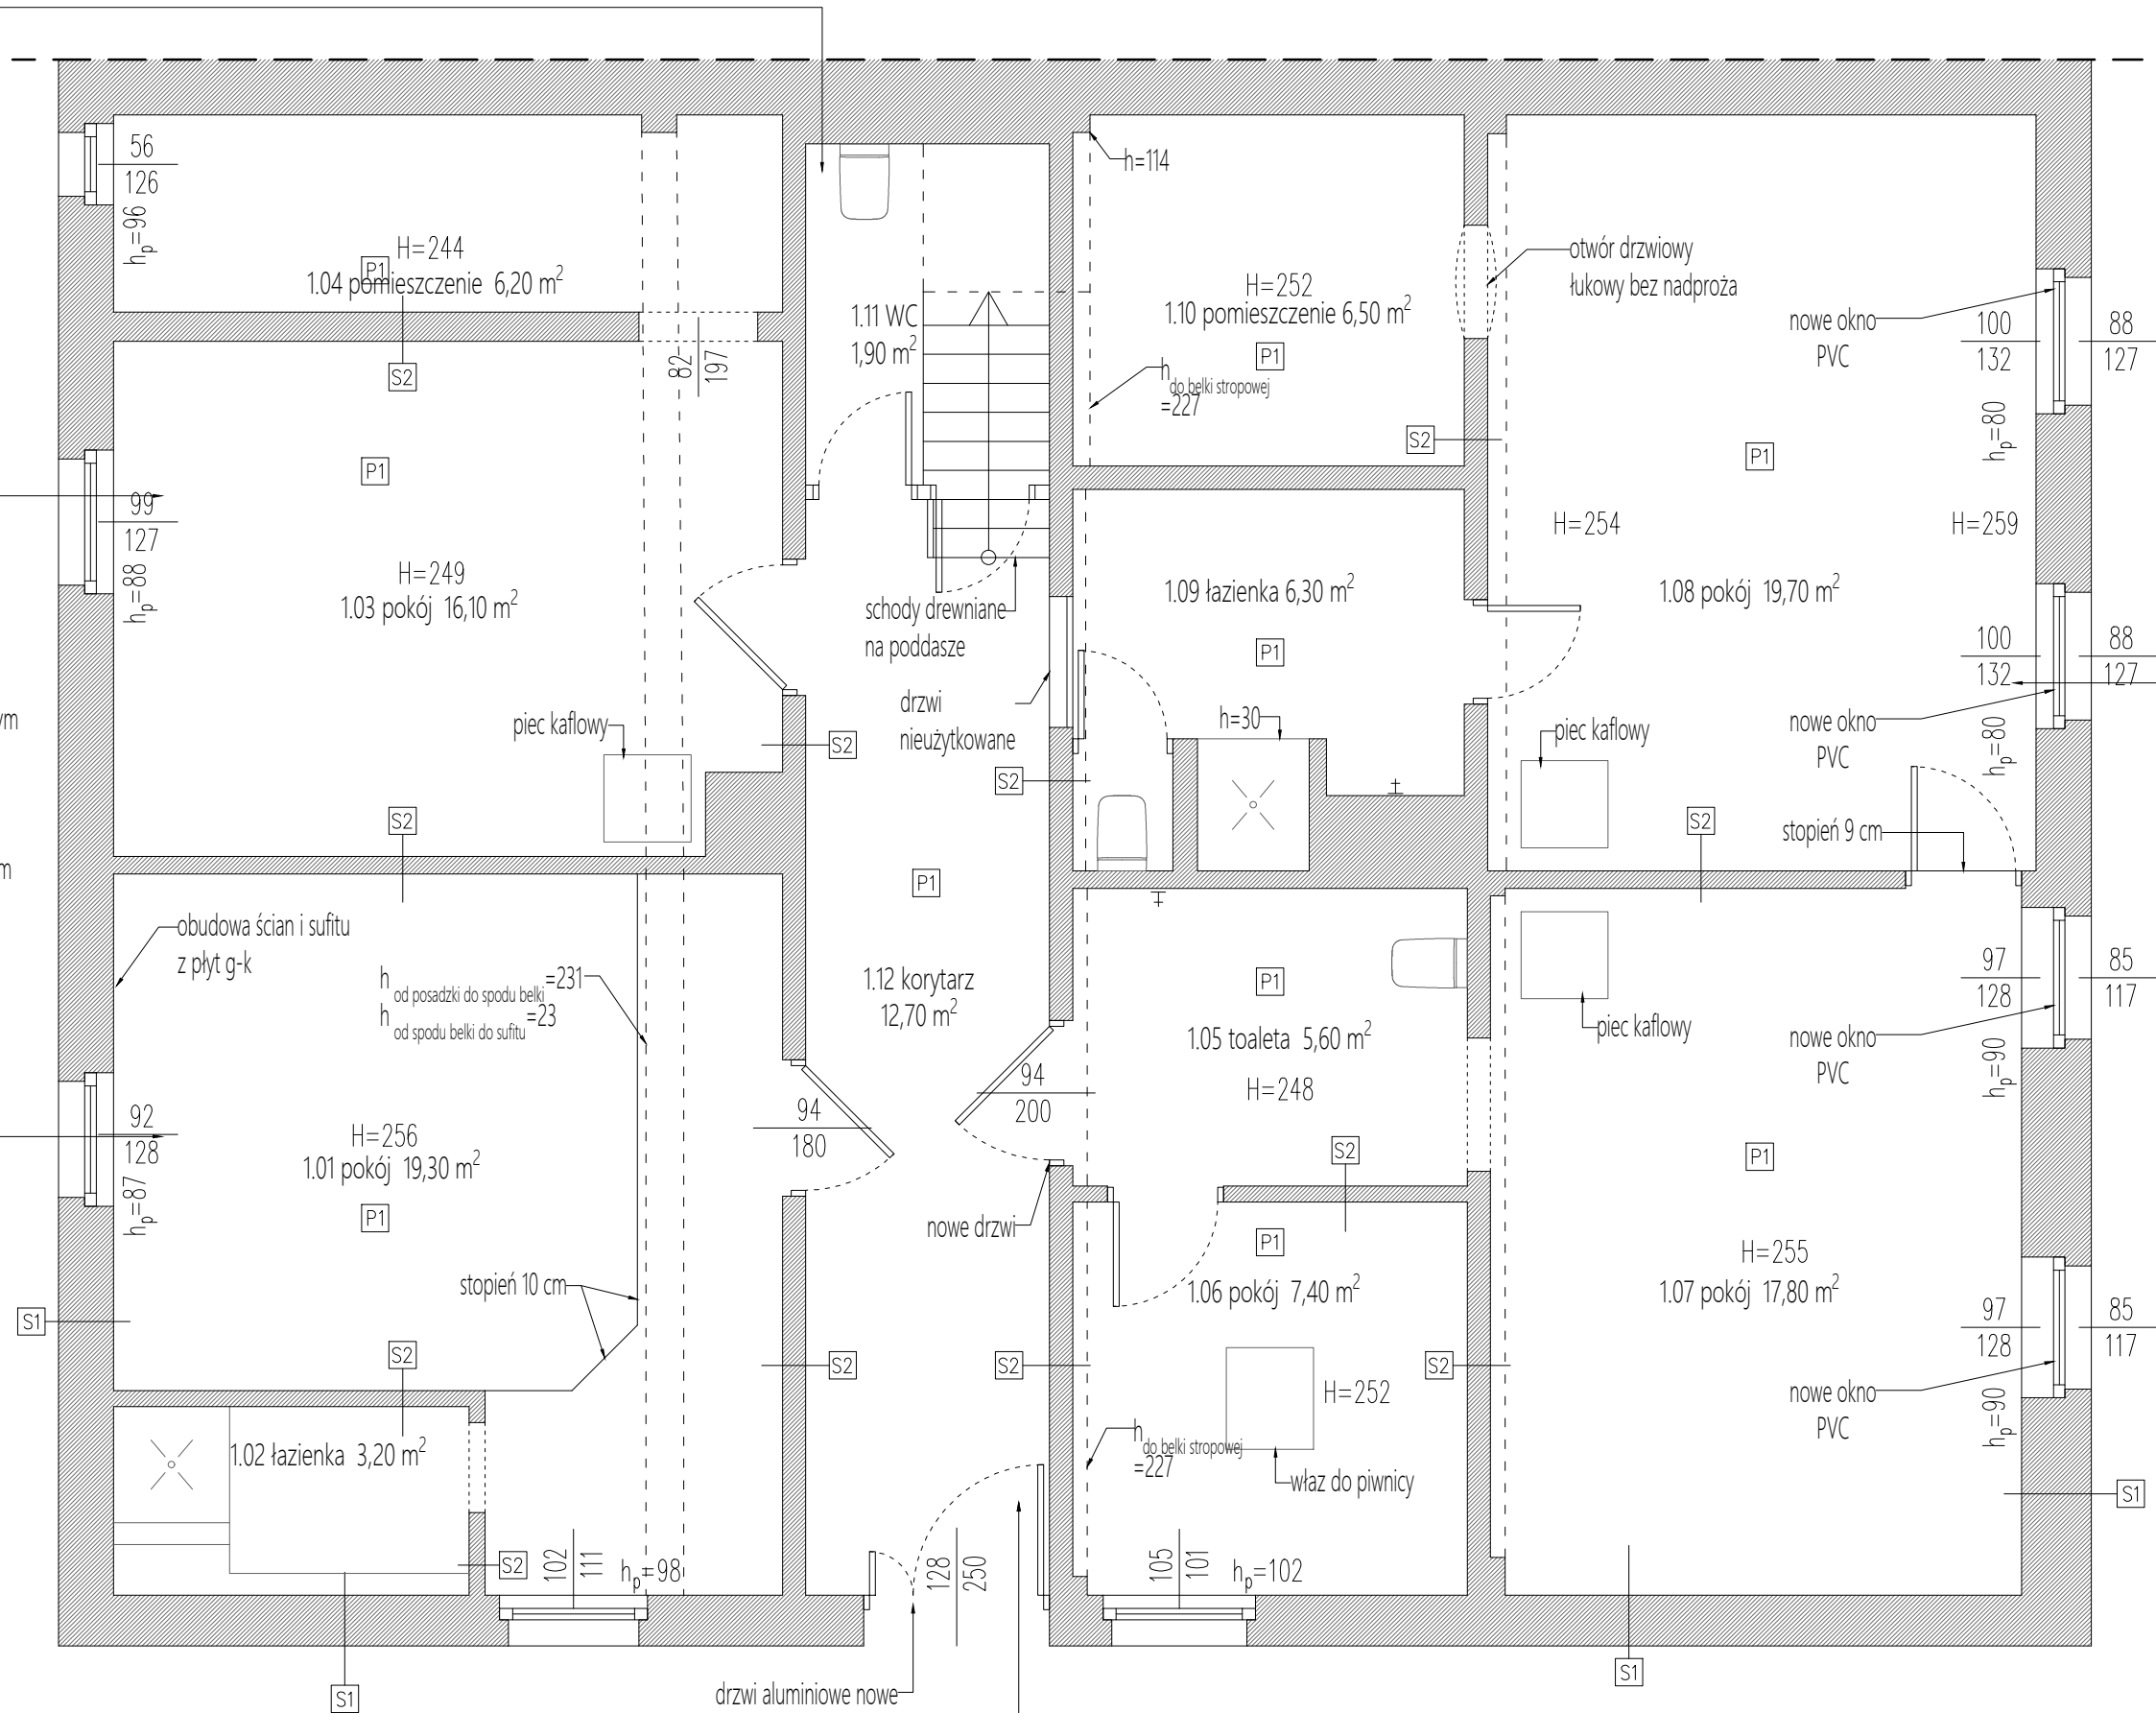 56
126
hp=96
H=244
P1
1.04 pomieszczenie 6,20 m²
S2
82
197
99
127
hp=88
P1
H=249
1.03 pokój 16,10 m²
piec kaflowy
S2
S2
ym
m
obudowa ścian i sufitu
z płyt g-k
h od posadzki do spodu belki =231
h od spodu belki do sufitu =23
92
128
hp=87
H=256
1.01 pokój 19,30 m²
P1
stopień 10 cm
S1
S2
S2
1.02 łazienka 3,20 m²
S2
102
111
hp=98
S1
1.11 WC
1,90 m²
schody drewniane
na poddasze
drzwi
nieużytkowane
P1
1.12 korytarz
12,70 m²
94
180
94
200
nowe drzwi
S2
128
250
drzwi aluminiowe nowe
h=114
H=252
1.10 pomieszczenie 6,50 m²
P1
h do belki stropowej
=227
S2
otwór drzwiowy
łukowy bez nadproża
1.09 łazienka 6,30 m²
P1
h=30
S2
P1
1.05 toaleta 5,60 m²
H=248
S2
P1
1.06 pokój 7,40 m²
H=252
S2
h do belki stropowej
=227
właz do piwnicy
105
101
hp=102
nowe okno
PVC
100
132
88
127
hp=80
P1
H=254
H=259
1.08 pokój 19,70 m²
100
132
88
127
nowe okno
PVC
hp=80
piec kaflowy
S2
stopień 9 cm
97
128
85
117
piec kaflowy
nowe okno
PVC
hp=90
P1
H=255
1.07 pokój 17,80 m²
97
128
85
117
nowe okno
PVC
hp=90
S1
S1